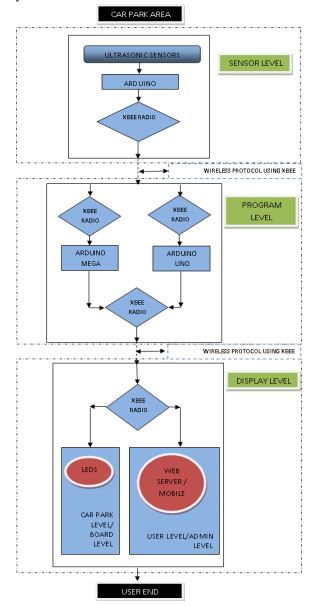 CAR PARK AREA
ULTRASONIC SENSORS
SENSOR LEVEL
ARDUINO
XBEE RADIO
WIRELESS PROTOCOL USING XBEE
XBEE
RADIO
XBEE
RADIO
PROGRAM
LEVEL
ARDUINO
MEGA
ARDUINO
UNO
XBEE
RADIO
WIRELESS PROTOCOL USING XBEE
DISPLAY LEVEL
XBEE
RADIO
LEDS
WEB
SERVER /
MOBILE
CAR PARK
LEVEL/
BOARD
LEVEL
USER LEVEL/ADMIN
LEVEL
USER END